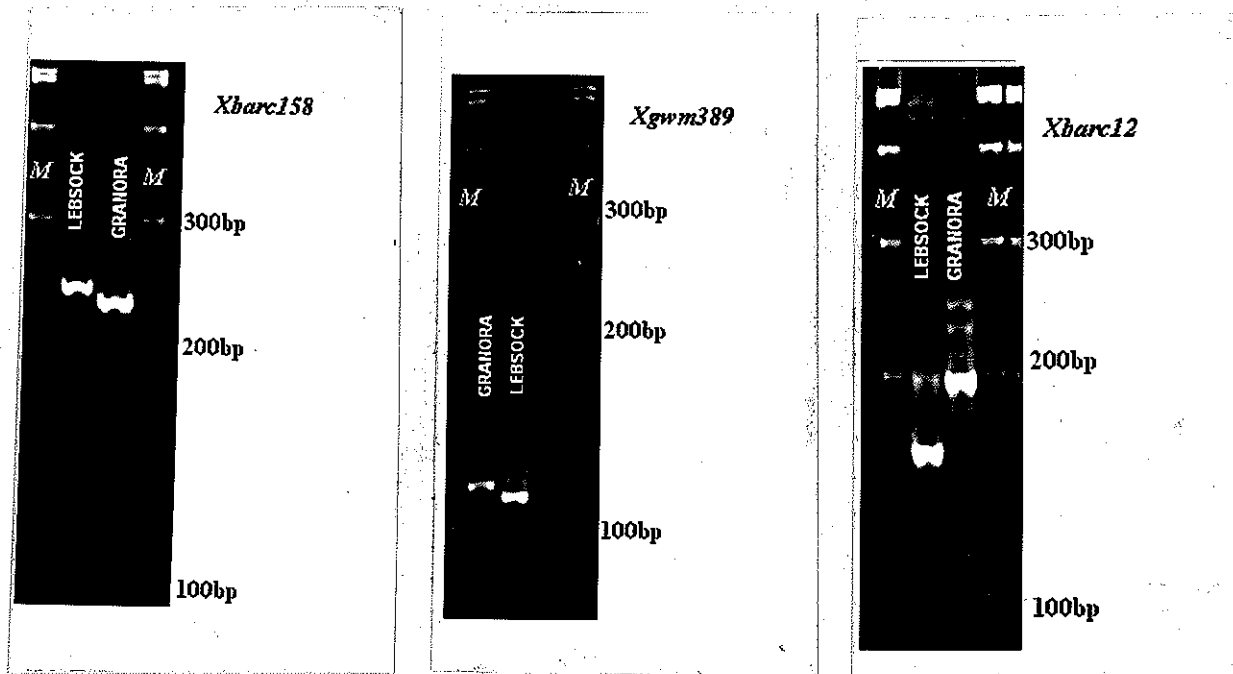 Xbarc158
M
LEBSOCK
GRANORA
M
300bp
200bp
100bp
Xgwm389
M
M
300bp
200bp
GRANORA
LEBSOCK
100bp
Xbarc12
M
LEBSOCK
GRANORA
M
300bp
200bp
100bp